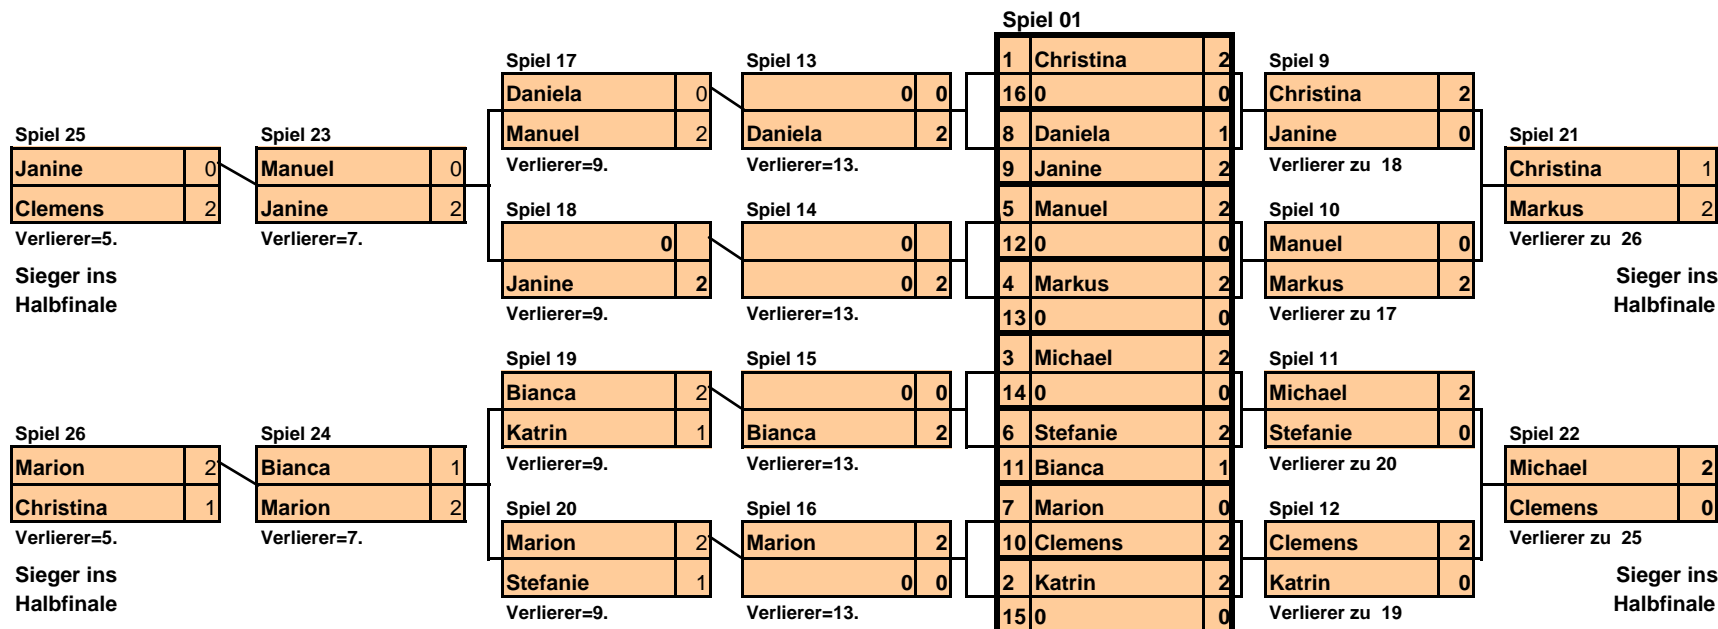 Spiel 01
Spiel 17 Spiel 13 1 Christina 2 Spiel 9
Daniela 0 0 0 16 0 0 Christina 2
Spiel 25 Spiel 23 Manuel 2 Daniela 2 8 Daniela 1 Janine 0 Spiel 21
Janine 0 Manuel 0 Verlierer=9. Verlierer=13. 9 Janine 2 Verlierer zu 18 Christina 1
Clemens 2 Janine 2 Spiel 18 Spiel 14 5 Manuel 2 Spiel 10 Markus 2
Verlierer=5. Verlierer=7. 0 0 12 0 0 Manuel 0 Verlierer zu 26
Sieger ins Janine 2 0 2 4 Markus 2 Markus 2 Sieger ins
Halbfinale Verlierer=9. Verlierer=13. 13 0 0 Verlierer zu 17 Halbfinale
Spiel 19 Spiel 15 3 Michael 2 Spiel 11
Bianca 2 0 0 14 0 0 Michael 2
Spiel 26 Spiel 24 Katrin 1 Bianca 2 6 Stefanie 2 Stefanie 0 Spiel 22
Marion 2 Bianca 1 Verlierer=9. Verlierer=13. 11 Bianca 1 Verlierer zu 20 Michael 2
Christina 1 Marion 2 Spiel 20 Spiel 16 7 Marion 0 Spiel 12 Clemens 0
Verlierer=5. Verlierer=7. Marion 2 Marion 2 10 Clemens 2 Clemens 2 Verlierer zu 25
Sieger ins Stefanie 1 0 0 2 Katrin 2 Katrin 0 Sieger ins
Halbfinale Verlierer=9. Verlierer=13. 15 0 0 Verlierer zu 19 Halbfinale